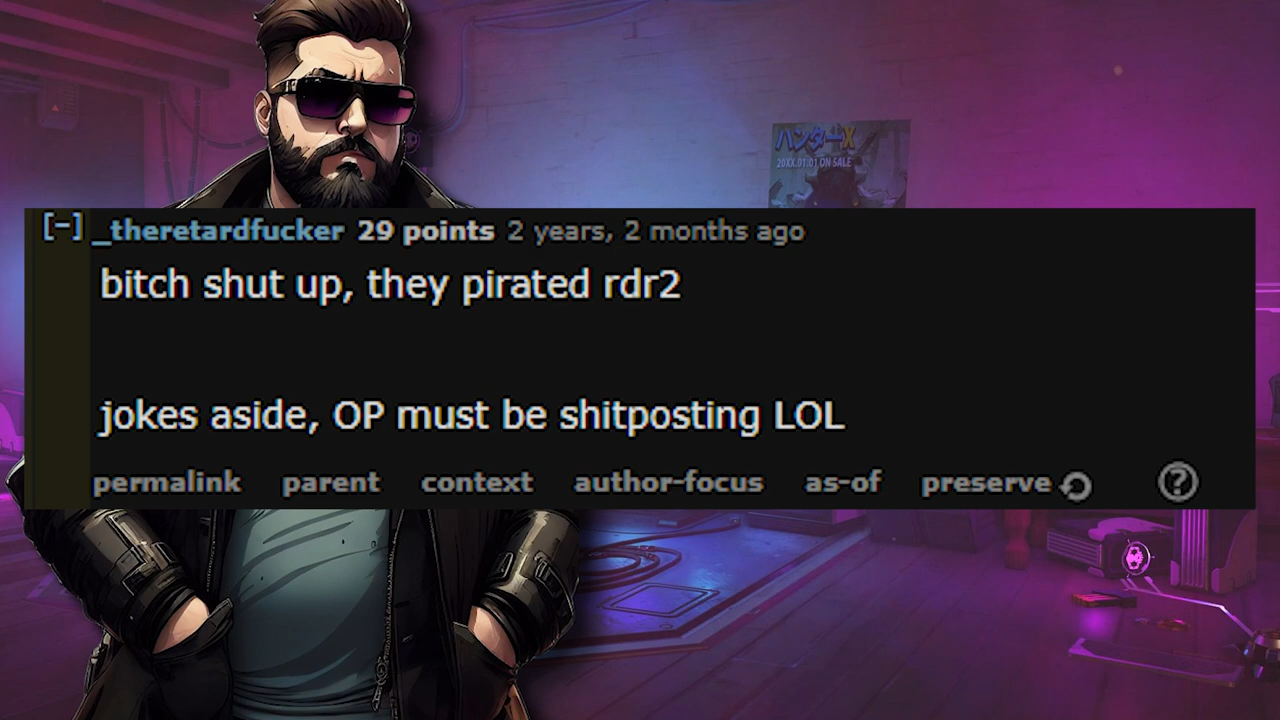 ハンターX
20XX.01.01 ON SALE
[-] _theretardfucker 29 points 2 years, 2 months ago
bitch shut up, they pirated rdr2
jokes aside, OP must be shitposting LOL
permalink parent context author-focus as-of preserve ?